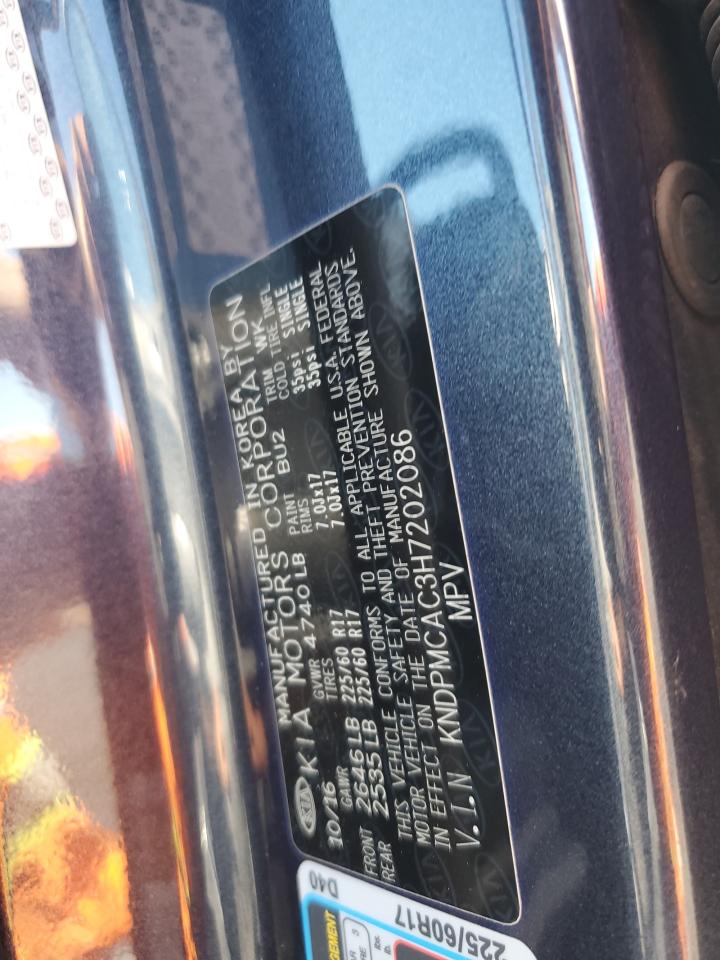 MANUFACTURED IN KOREA BY
KIA MOTORS CORPORATION
10/16 GVWR 4740LB PAINT BU2 TRIM WK
GAWR TIRES RIMS COLD TIRE INFL
FRONT 2646LB 225/60 R17 7.0Jx17 35psi SINGLE
REAR 2535LB 225/60 R17 7.0Jx17 35psi SINGLE
THIS VEHICLE CONFORMS TO ALL APPLICABLE U.S.A. FEDERAL
MOTOR VEHICLE SAFETY AND THEFT PREVENTION STANDARDS
IN EFFECT ON THE DATE OF MANUFACTURE SHOWN ABOVE.
V.I.N KNDPMCAC3H7202086
MPV
D40
225/60R17